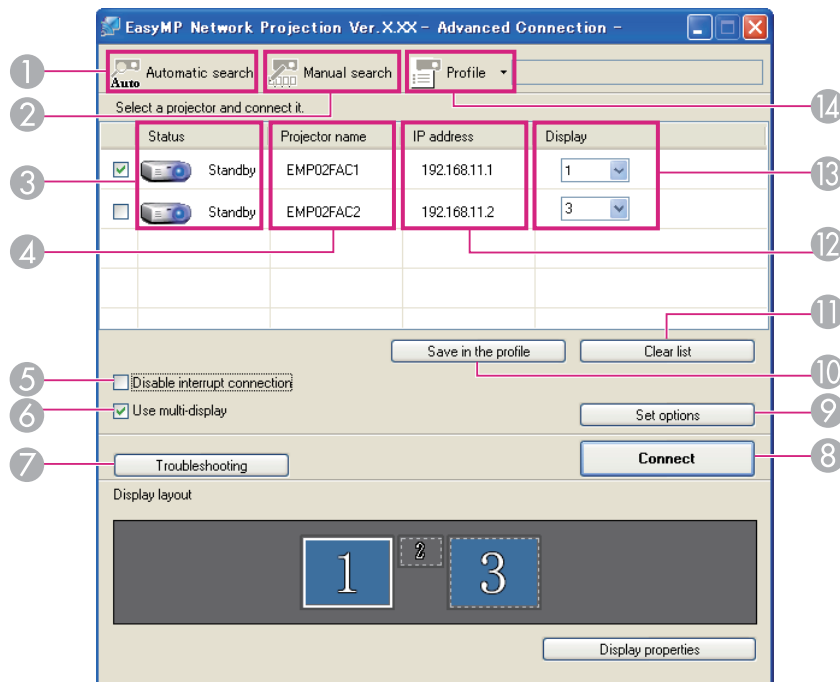 EasyMP Network Projection Ver.X.XX - Advanced Connection -
1 Auto Automatic search Manual search Profile
2 14
Select a projector and connect it.
Status Projector name IP address Display
3 Standby EMP02FAC1 192.168.11.1 1 13
Standby EMP02FAC2 192.168.11.2 3
4 12
11
Save in the profile Clear list
5 Disable interrupt connection 10
6 Use multi-display Set options 9
7 Troubleshooting Connect 8
Display layout
1 2 3
Display properties